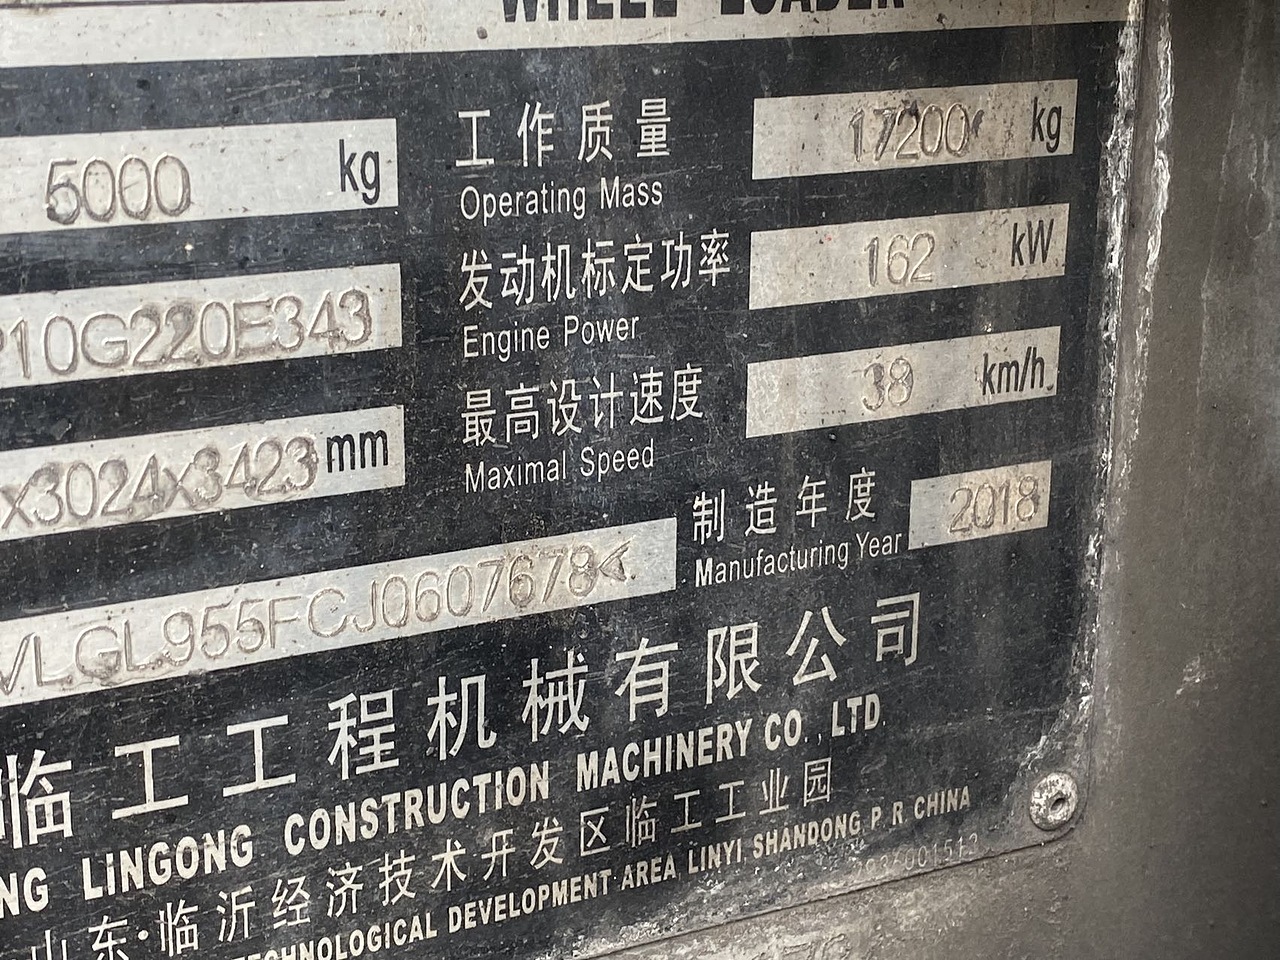 WHEEL LOADER
5000 kg
工作质量 17200 kg
Operating Mass
P10G220E343
发动机标定功率 162 kW
Engine Power
x3024x3423 mm
最高设计速度 38 km/h
Maximal Speed
VLGL955FCJ0607678<
制造年度 2018
Manufacturing Year
临工工程机械有限公司
NG LiNGONG CONSTRUCTION MACHINERY CO.,LTD.
山东·临沂经济技术开发区临工工业园
TECHNOLOGICAL DEVELOPMENT AREA LINYI SHANDONG P R CHINA